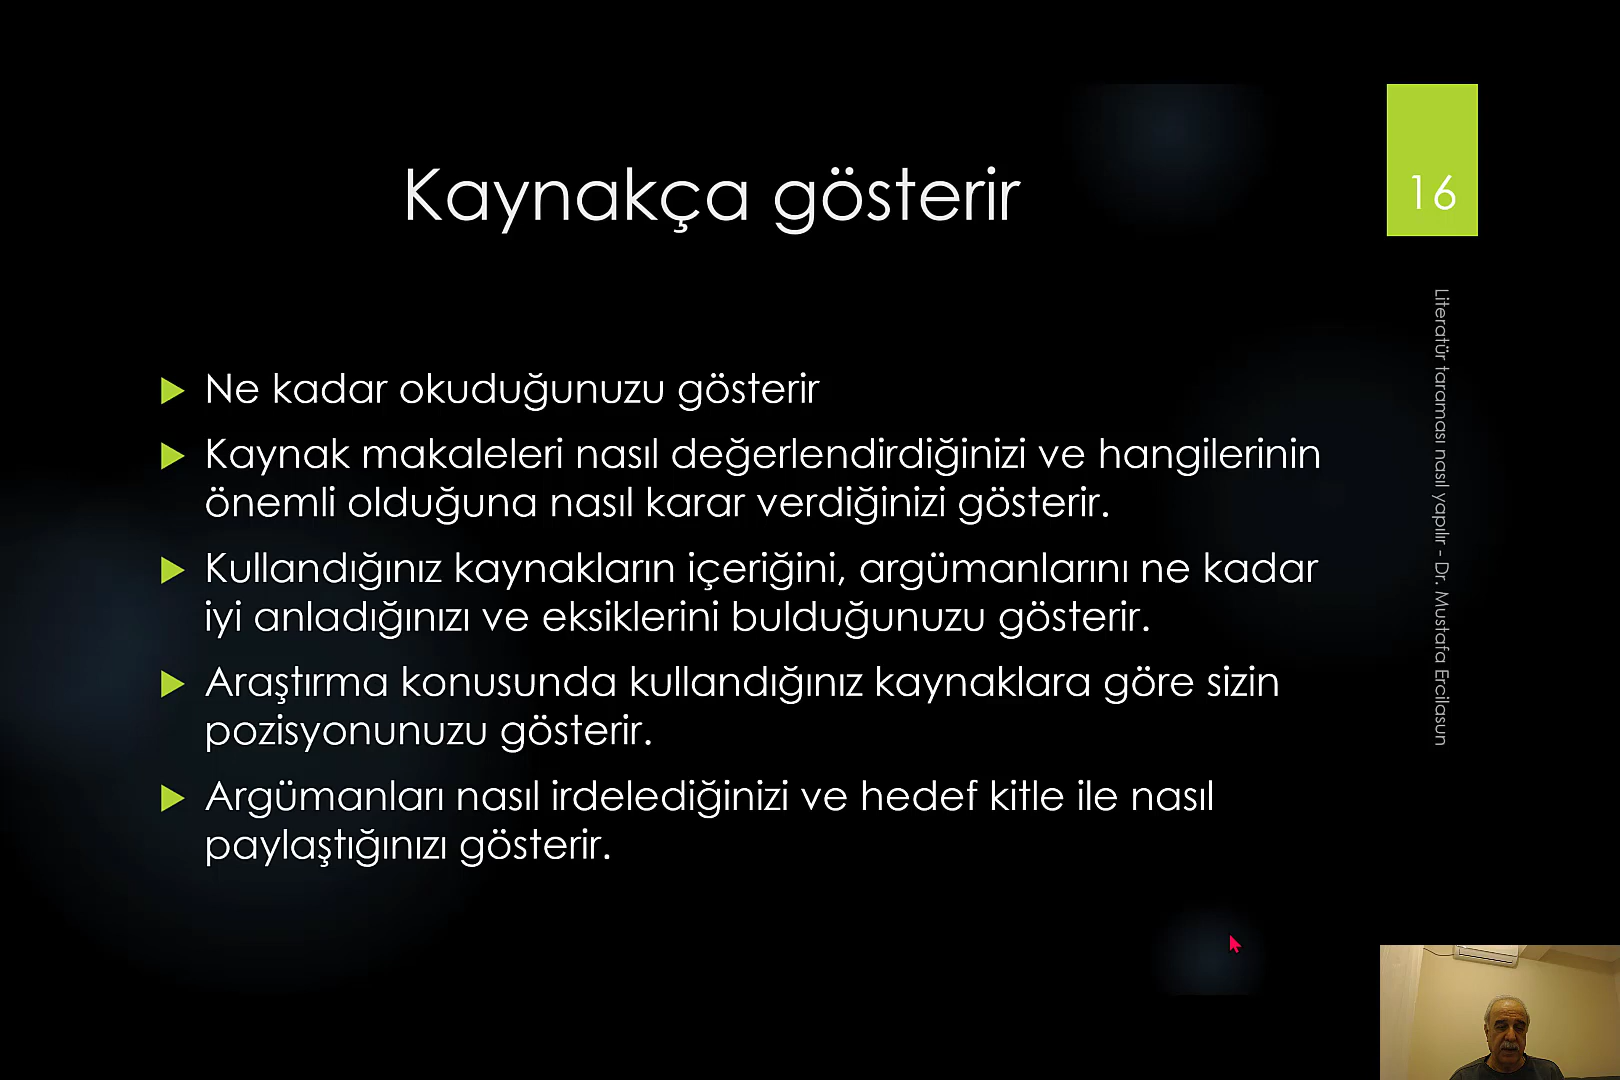 Kaynakça gösterir
16
Ne kadar okuduğunuzu gösterir
Kaynak makaleleri nasıl değerlendirdiğinizi ve hangilerinin
önemli olduğuna nasıl karar verdiğinizi gösterir.
Kullandığınız kaynakların içeriğini, argümanlarını ne kadar
iyi anladığınızı ve eksiklerini bulduğunuzu gösterir.
Araştırma konusunda kullandığınız kaynaklara göre sizin
pozisyonunuzu gösterir.
Argümanları nasıl irdelediğinizi ve hedef kitle ile nasıl
paylaştığınızı gösterir.
Literatür taraması nasıl yapılır - Dr. Mustafa Ercilasun